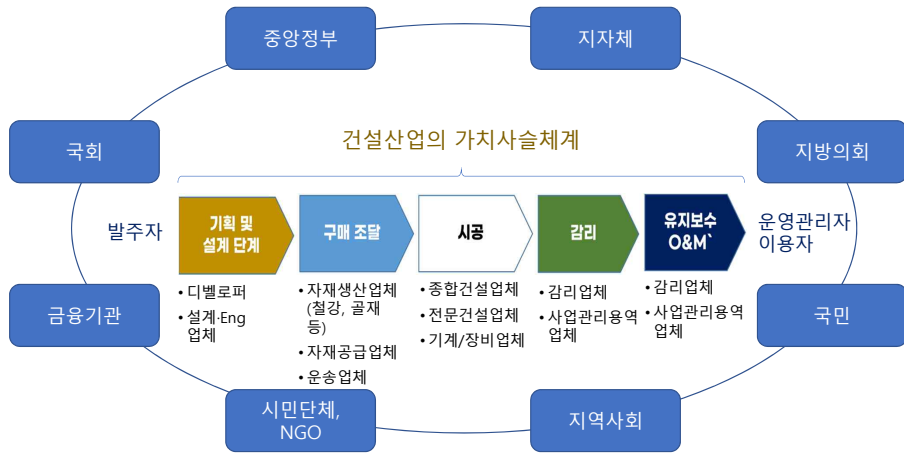 중앙정부
지자체
국회
지방의회
건설산업의 가치사슬체계
발주자
기획 및
설계 단계
구매 조달
시공
감리
유지보수
O&M`
운영관리자
이용자
• 디벨로퍼
• 설계·Eng
업체
• 자재생산업체
(철강, 골재
등)
• 자재공급업체
• 운송업체
• 종합건설업체
• 전문건설업체
• 기계/장비업체
• 감리업체
• 사업관리용역
업체
• 감리업체
• 사업관리용역
업체
금융기관
국민
시민단체,
NGO
지역사회